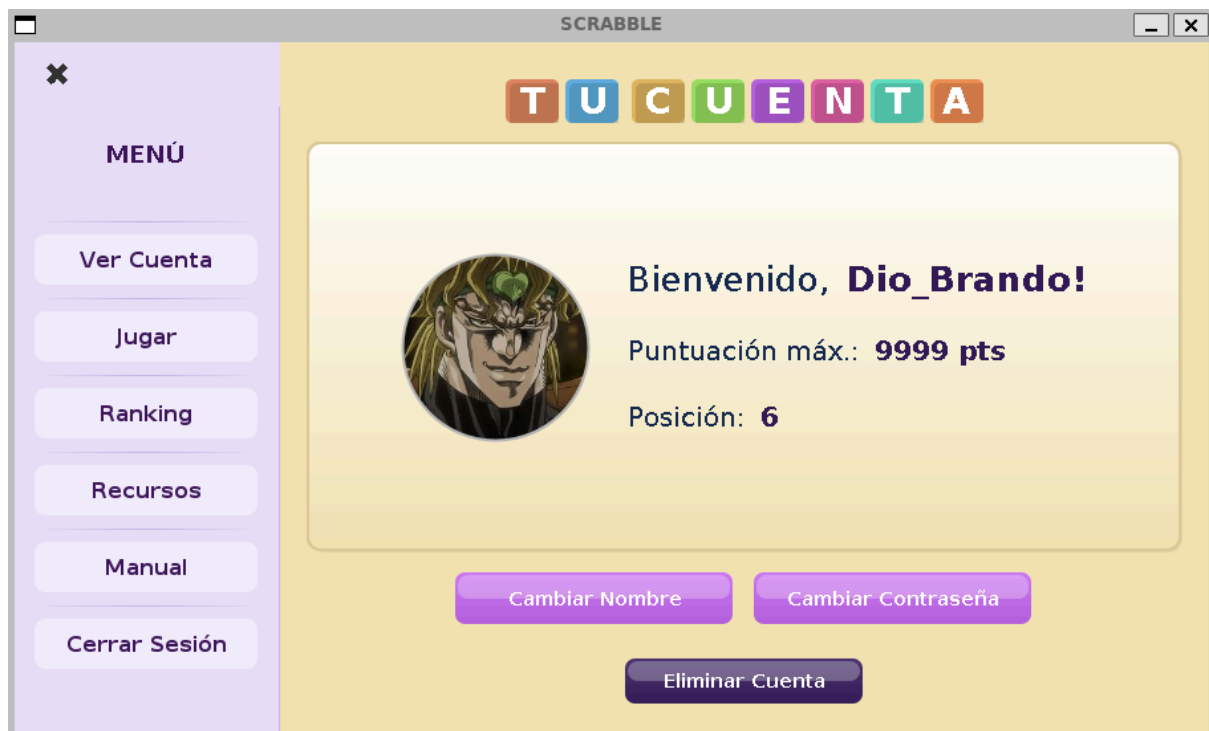 SCRABBLE
MENÚ
Ver Cuenta
Jugar
Ranking
Recursos
Manual
Cerrar Sesión
TU CUENTA
Bienvenido, Dio_Brando!
Puntuación máx.: 9999 pts
Posición: 6
Cambiar Nombre
Cambiar Contraseña
Eliminar Cuenta